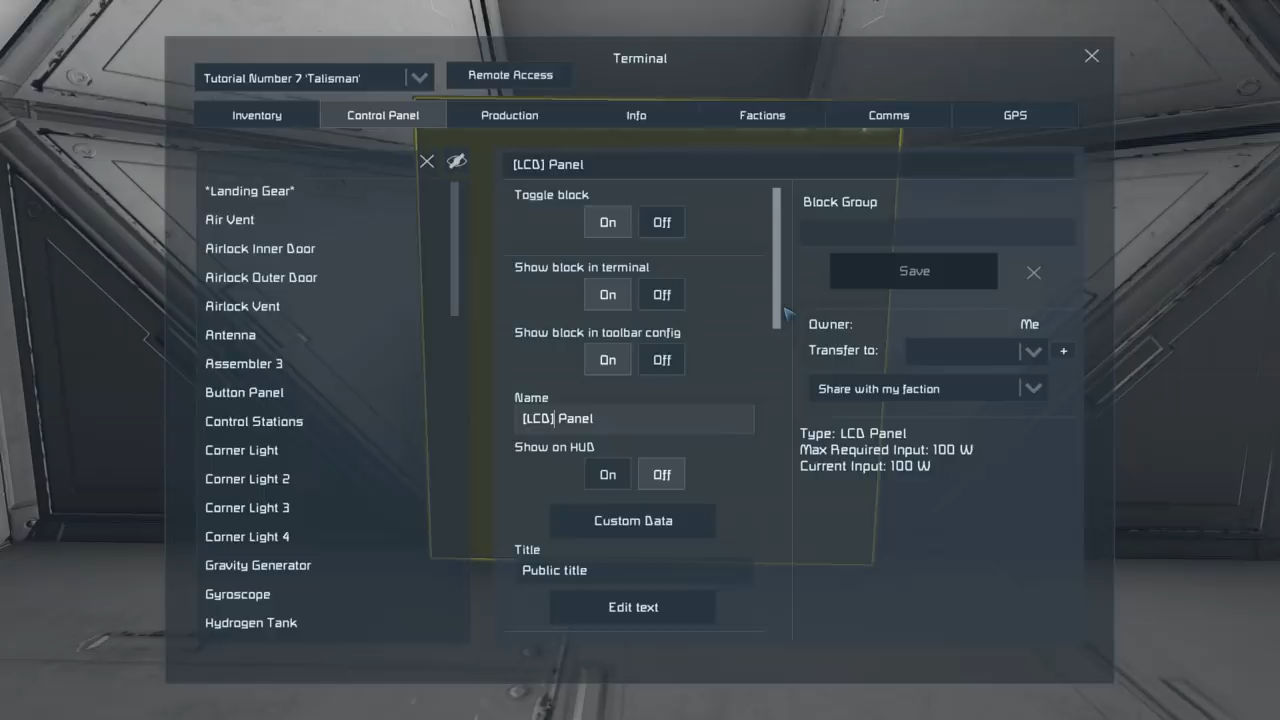 Terminal
Tutorial Number 7 'Talisman'
Remote Access
Inventory
Control Panel
Production
Info
Factions
Comms
GPS
*Landing Gear*
Air Vent
Airlock Inner Door
Airlock Outer Door
Airlock Vent
Antenna
Assembler 3
Button Panel
Control Stations
Corner Light
Corner Light 2
Corner Light 3
Corner Light 4
Gravity Generator
Gyroscope
Hydrogen Tank
[LCD] Panel
Toggle block
On Off
Show block in terminal
On Off
Show block in toolbar config
On Off
Name
[LCD] Panel
Show on HUD
On Off
Custom Data
Title
Public title
Edit text
Block Group
Save
Owner: Me
Transfer to:
+
Share with my faction
Type: LCD Panel
Max Required Input: 100 W
Current Input: 100 W